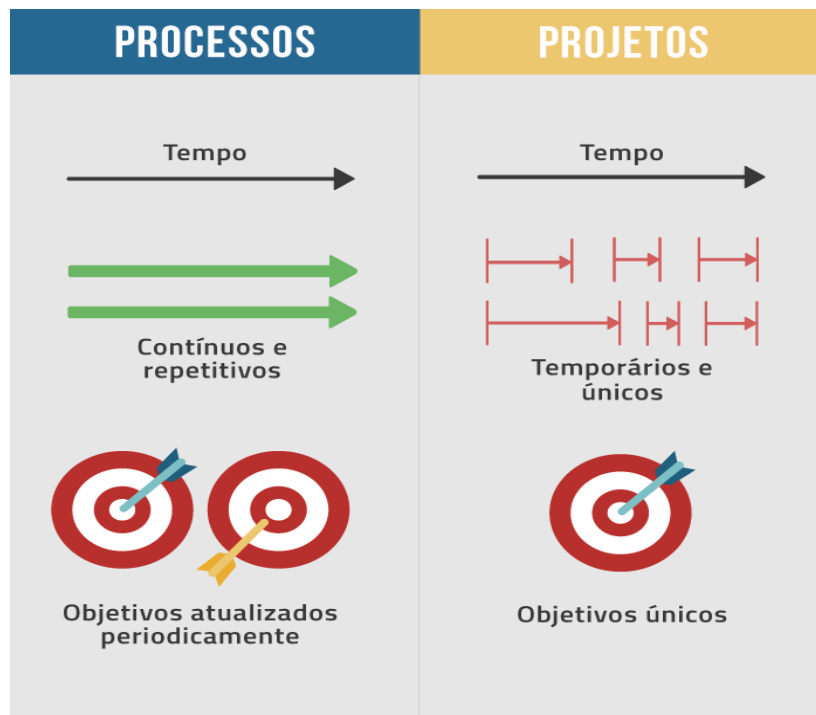 PROCESSOS
PROJETOS
Tempo
Contínuos e
repetitivos
Objetivos atualizados
periodicamente
Tempo
Temporários e
únicos
Objetivos únicos